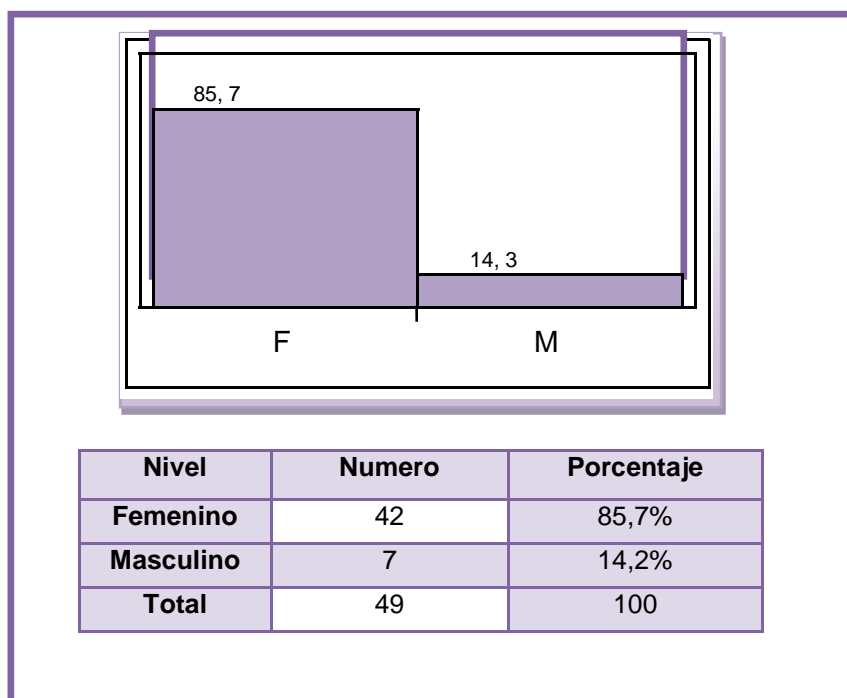 85, 7
14, 3
F M
Nivel Numero Porcentaje
Femenino 42 85,7%
Masculino 7 14,2%
Total 49 100